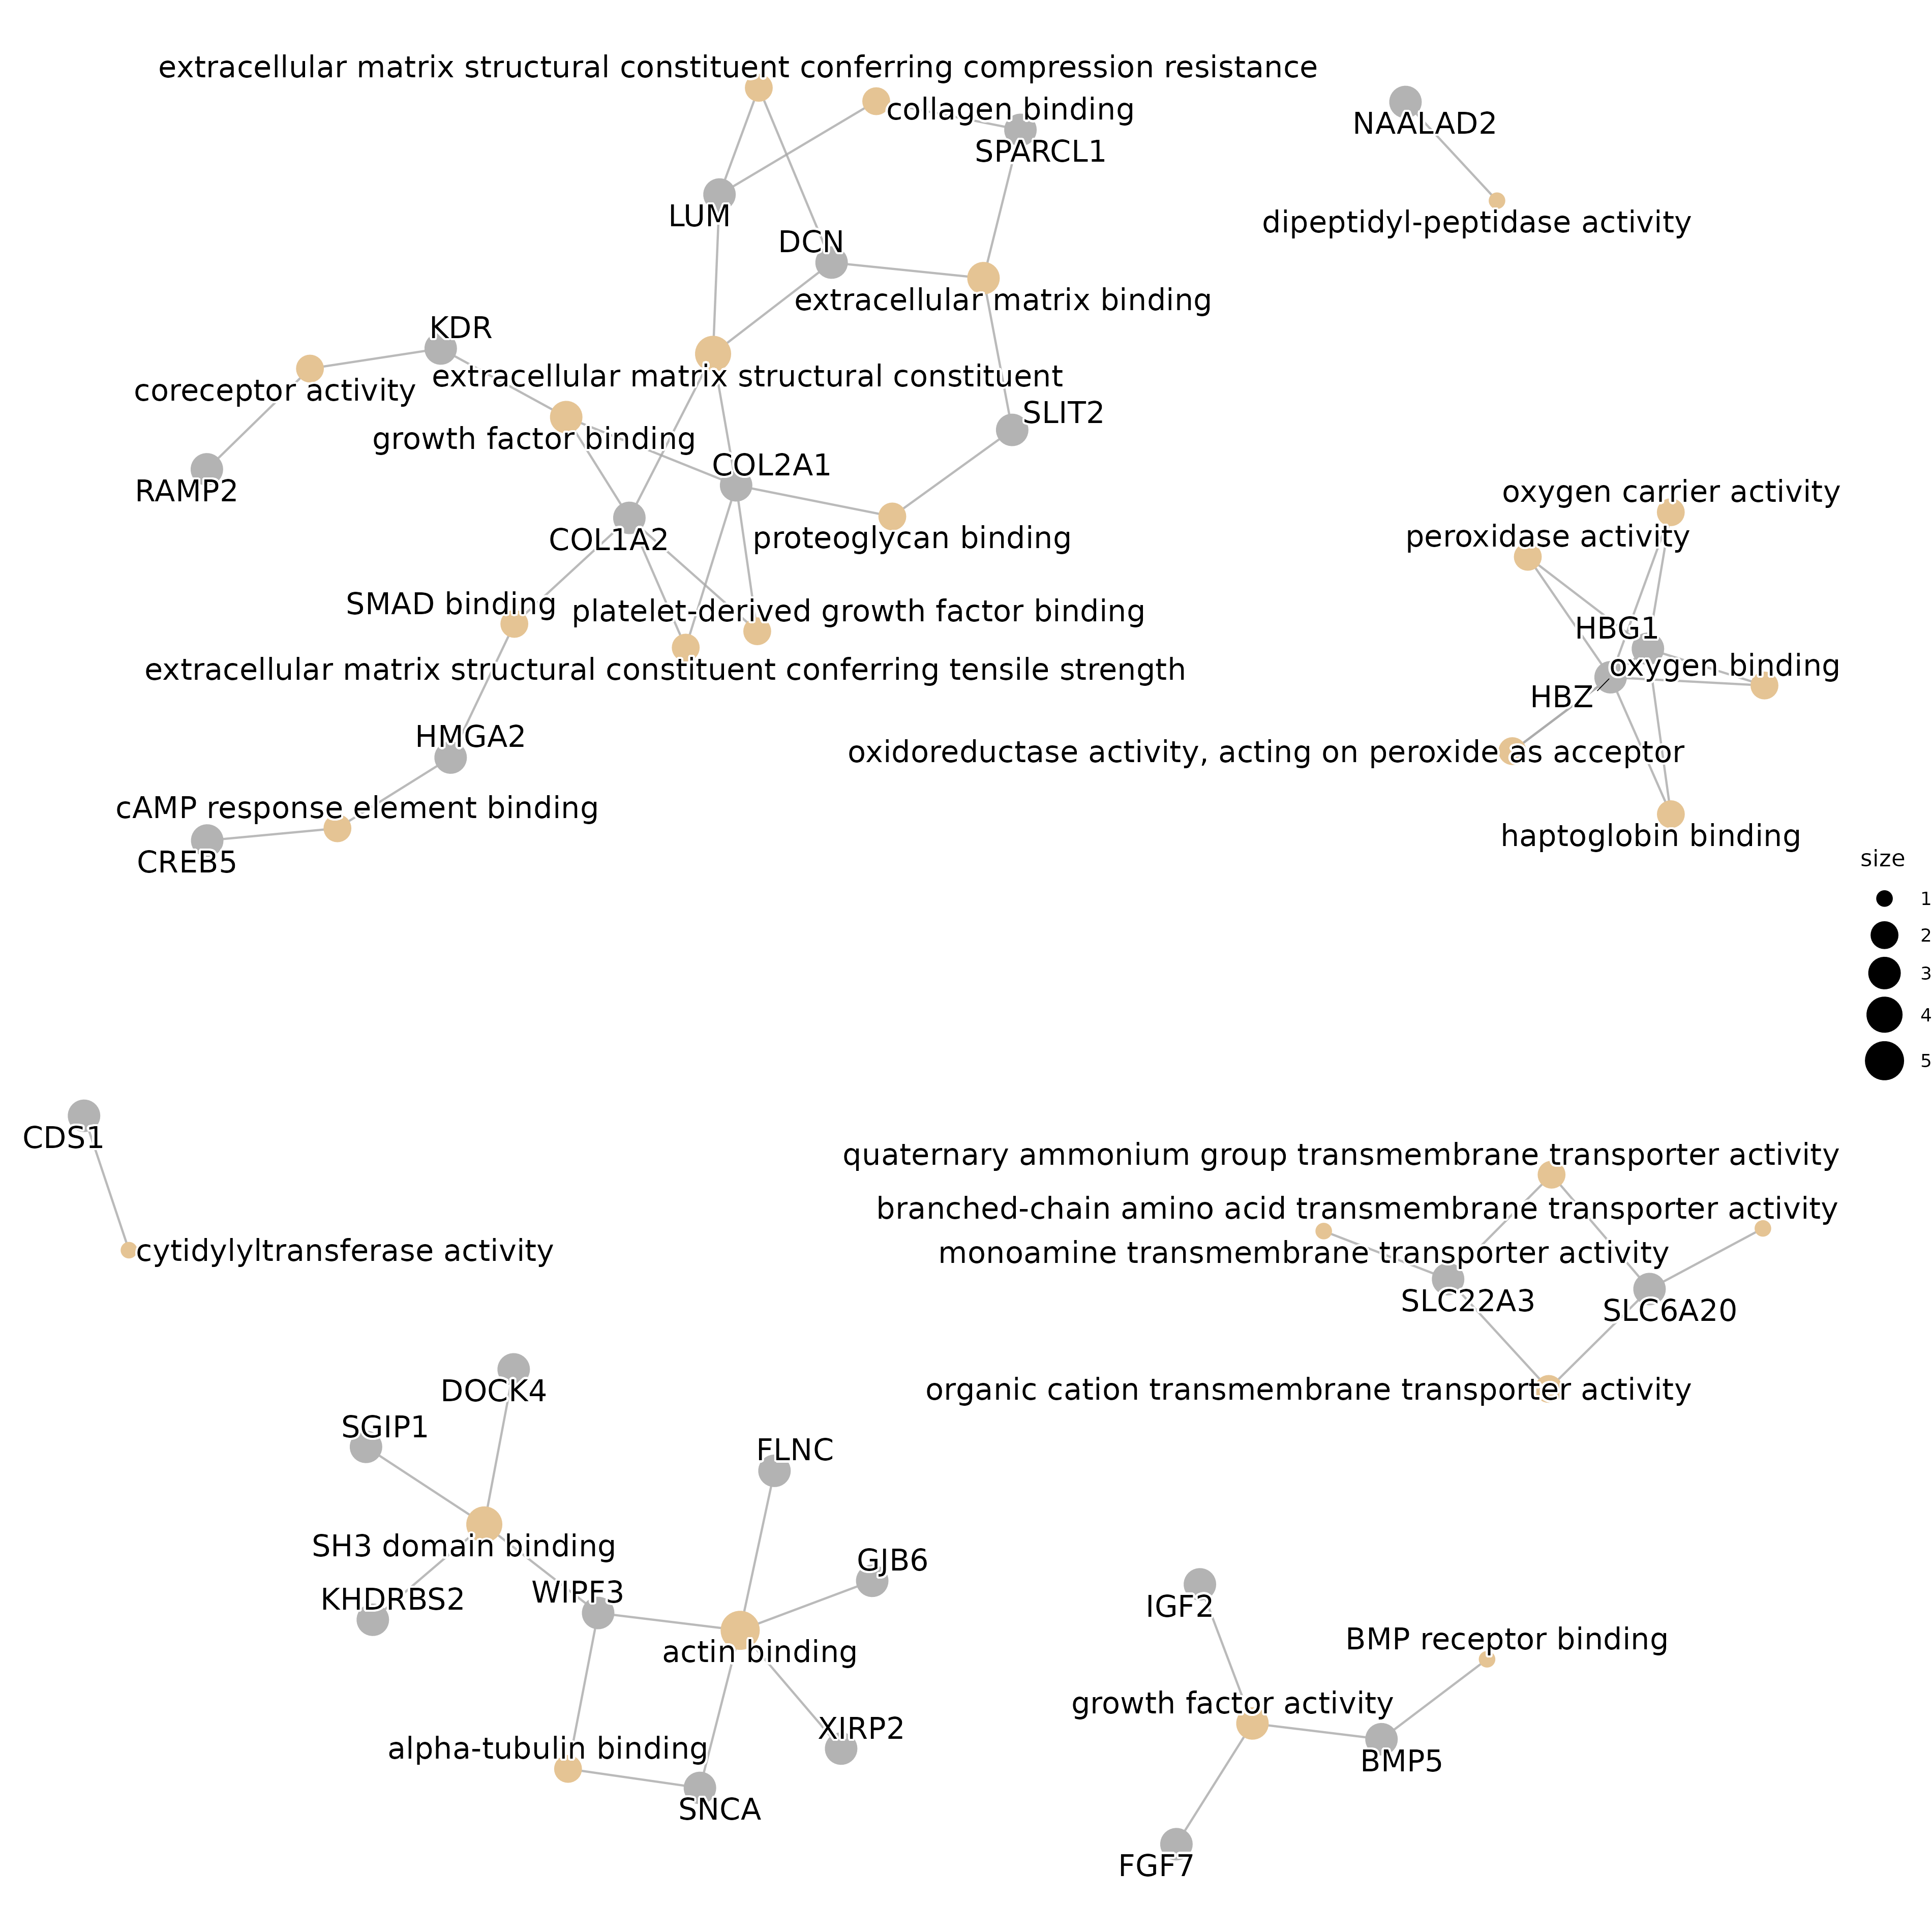 extracellular matrix structural constituent conferring compression resistance
collagen binding
SPARCL1
NAALAD2
LUM
dipeptidyl-peptidase activity
DCN
extracellular matrix binding
KDR
extracellular matrix structural constituent
coreceptor activity
SLIT2
growth factor binding
COL2A1
RAMP2
oxygen carrier activity
peroxidase activity
COL1A2
proteoglycan binding
SMAD binding
platelet-derived growth factor binding
HBG1
oxygen binding
extracellular matrix structural constituent conferring tensile strength
HBZ
HMGA2
oxidoreductase activity, acting on peroxide as acceptor
cAMP response element binding
haptoglobin binding
CREB5
size
1
2
3
4
5
CDS1
quaternary ammonium group transmembrane transporter activity
branched-chain amino acid transmembrane transporter activity
cytidylyltransferase activity
monoamine transmembrane transporter activity
SLC22A3
SLC6A20
DOCK4
organic cation transmembrane transporter activity
SGIP1
FLNC
SH3 domain binding
GJB6
KHDRBS2
WIPF3
IGF2
BMP receptor binding
actin binding
growth factor activity
XIRP2
alpha-tubulin binding
BMP5
SNCA
FGF7